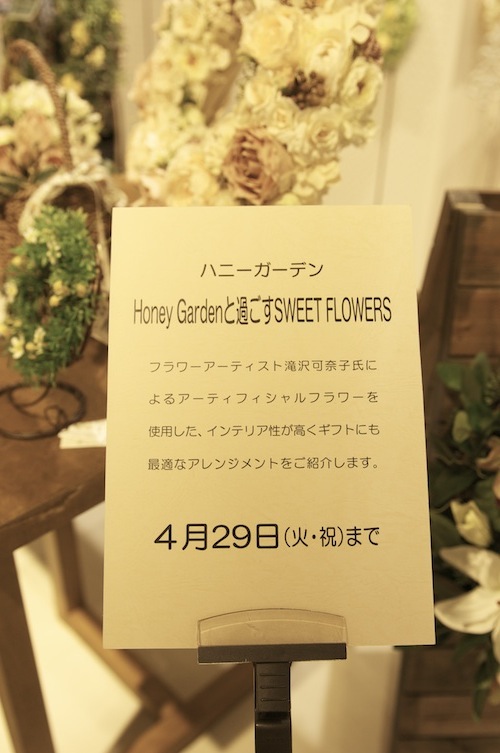 ハニーガーデン
Honey Gardenと過ごすSWEET FLOWERS
フラワーアーティスト滝沢可奈子氏に
よるアーティフィシャルフラワーを
使用した、インテリア性が高くギフトにも
最適なアレンジメントをご紹介します。
4月29日(火・祝)まで